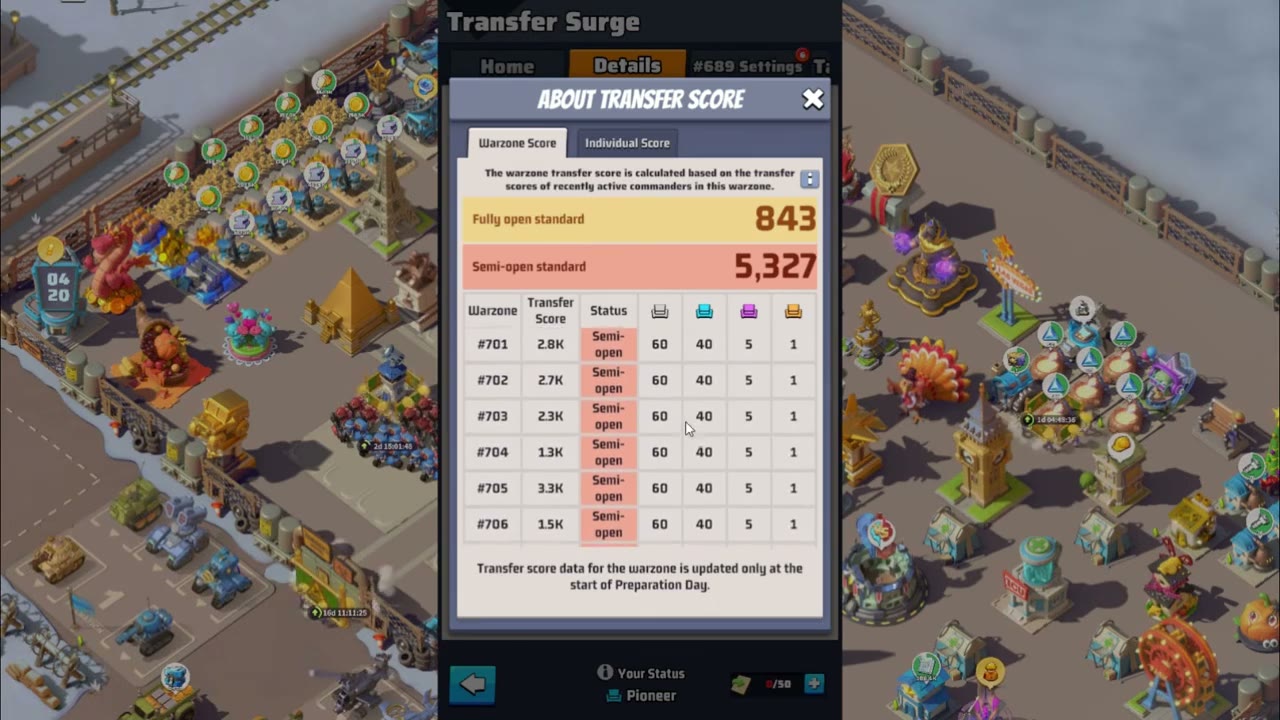 Transfer Surge
Home
Details
#689 Settings
6
Ta
ABOUT TRANSFER SCORE
Warzone Score
Individual Score
The warzone transfer score is calculated based on the transfer
scores of recently active commanders in this warzone.
Fully open standard
843
Semi-open standard
5,327
Warzone Transfer Score Status
#701 2.8K Semi-open 60 40 5 1
#702 2.7K Semi-open 60 40 5 1
#703 2.3K Semi-open 60 40 5 1
#704 1.3K Semi-open 60 40 5 1
#705 3.3K Semi-open 60 40 5 1
#706 1.5K Semi-open 60 40 5 1
Transfer score data for the warzone is updated only at the
start of Preparation Day.
Your Status
Pioneer
0/50
04
20
16d 11:11:25